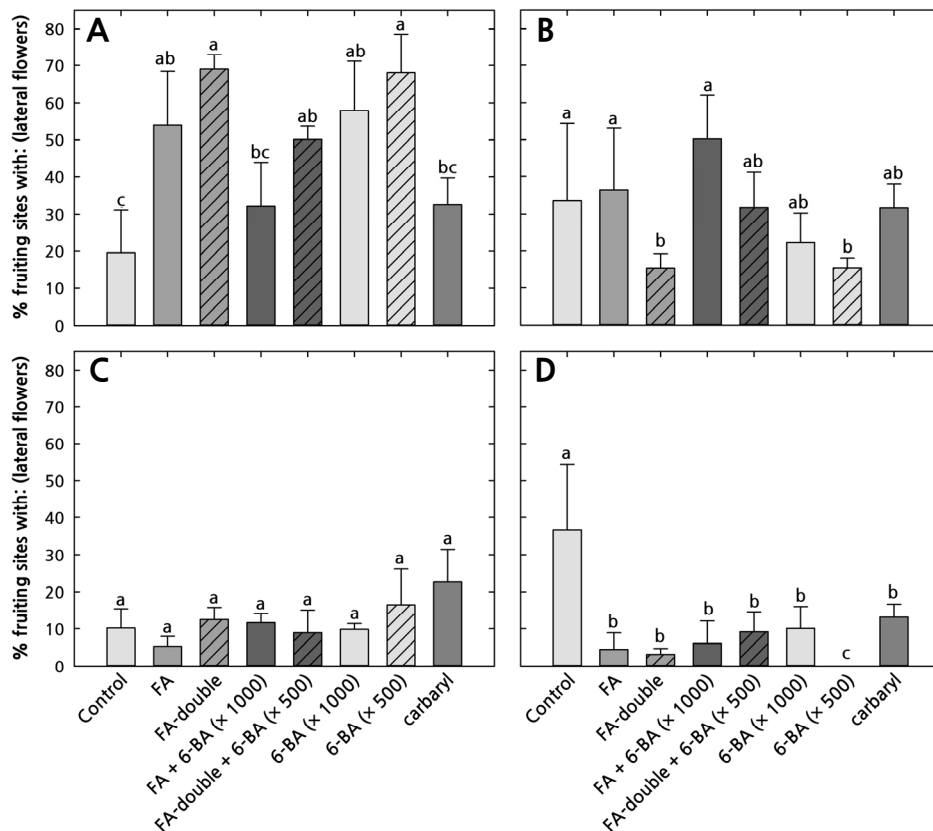 A
B
80
70
60
50
40
30
20
10
0
% fruiting sites with: (lateral flowers)
c
ab
a
bc
ab
ab
a
bc
a
a
b
a
ab
ab
b
ab
C
D
80
70
60
50
40
30
20
10
0
% fruiting sites with: (lateral flowers)
a
a
a
a
a
a
a
a
a
b
b
b
b
b
c
b
Control
FA
FA-double
FA + 6-BA (× 1000)
FA-double + 6-BA (× 500)
6-BA (× 1000)
6-BA (× 500)
carbaryl
Control
FA
FA-double
FA + 6-BA (× 1000)
FA-double + 6-BA (× 500)
6-BA (× 1000)
6-BA (× 500)
carbaryl